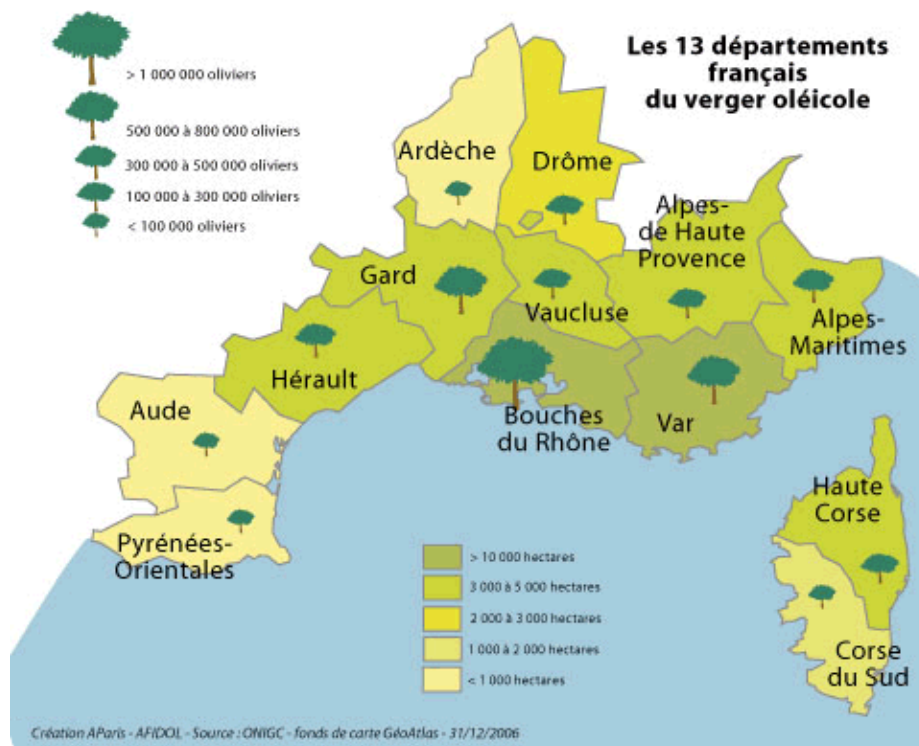 Les 13 départements
français
du verger oléicole
> 1 000 000 oliviers
500 000 à 800 000 oliviers
300 000 à 500 000 oliviers
100 000 à 300 000 oliviers
< 100 000 oliviers
Ardèche
Drôme
Alpes-
de Haute
Provence
Gard
Vaucluse
Alpes-
Maritimes
Hérault
Bouches
du Rhône
Var
Aude
Pyrénées-
Orientales
Haute
Corse
Corse
du Sud
> 10 000 hectares
3 000 à 5 000 hectares
2 000 à 3 000 hectares
1 000 à 2 000 hectares
< 1 000 hectares
Création AParis - AFIDOL - Source : ONIGC - fonds de carte GéoAtlas - 31/12/2006